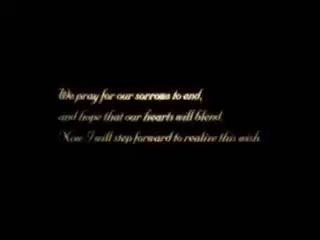 We pray for our sorrows to end,
and hope that our hearts will blend.
Now I will step forward to realize this wish.